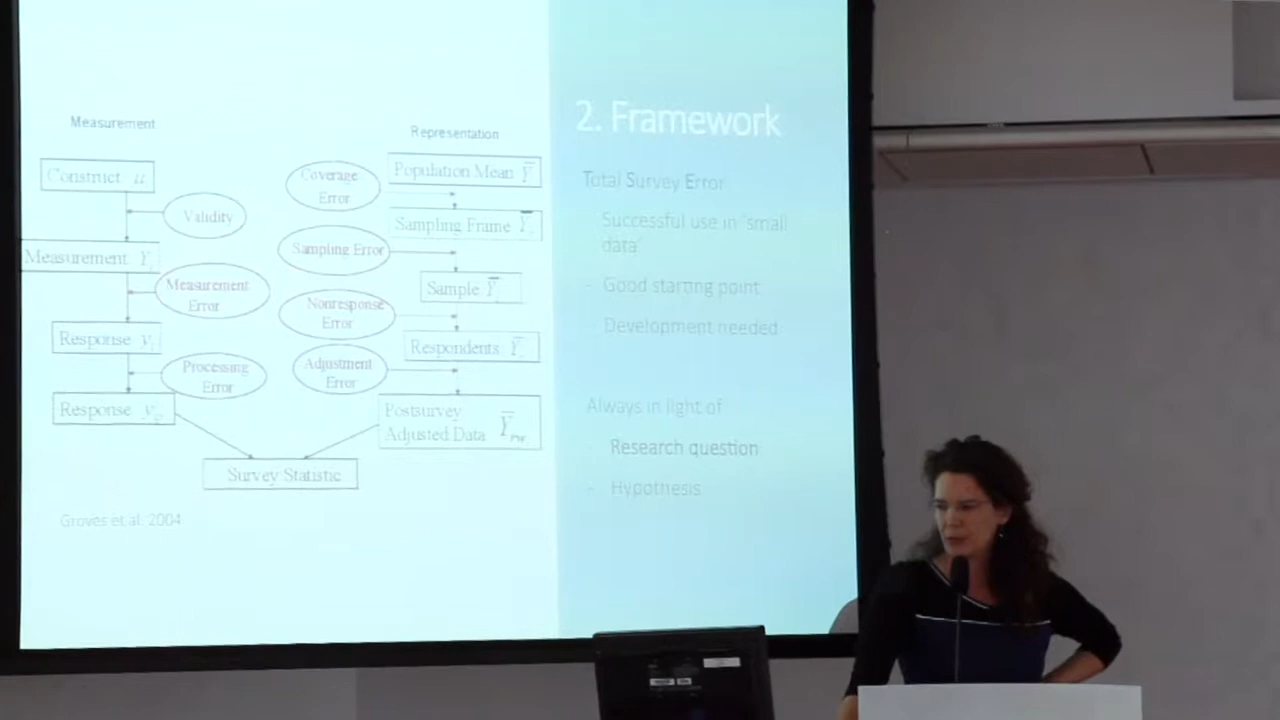 Measurement
Construct μ
Validity
Measurement Y
Measurement
Error
Response y
Processing
Error
Response y
Representation
Population Mean Y
Coverage
Error
Sampling Frame Y
Sampling Error
Sample Y
Nonresponse
Error
Respondents Y
Adjustment
Error
Postsurvey
Adjusted Data Y
Survey Statistic
Groves et al. 2004
2. Framework
Total Survey Error
Successful use in 'small
data'
- Good starting point
Development needed
Always in light of
Research question
- Hypothesis